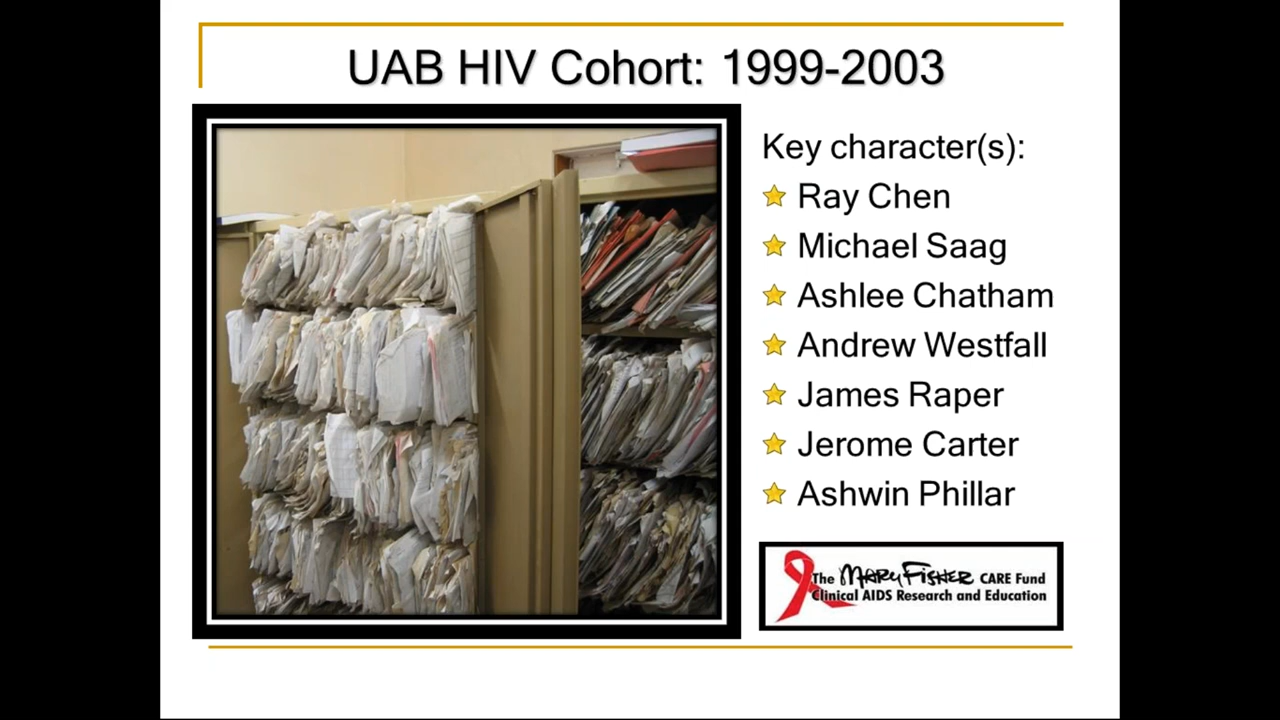 UAB HIV Cohort: 1999-2003
Key character(s):
Ray Chen
Michael Saag
Ashlee Chatham
Andrew Westfall
James Raper
Jerome Carter
Ashwin Phillar
The MARY FISHER CARE Fund
Clinical AIDS Research and Education